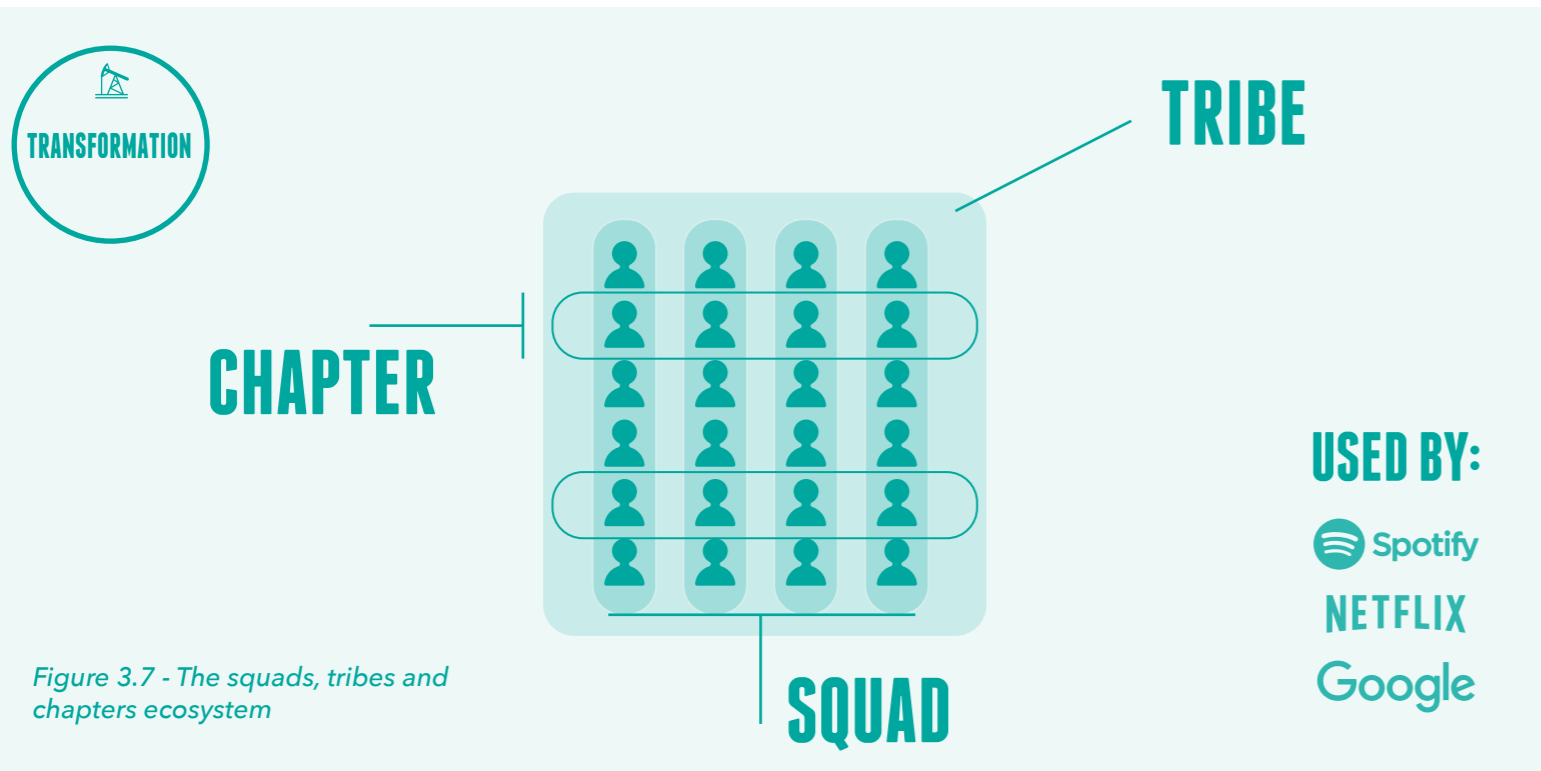 TRANSFORMATION
TRIBE
CHAPTER
USED BY:
Spotify
NETFLIX
Google
Figure 3.7 - The squads, tribes and
chapters ecosystem
SQUAD